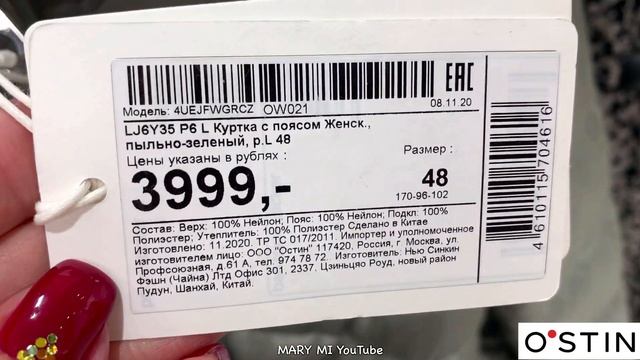 EAC
Модель: 4UEJFWGRCZ OW021
08.11.20
LJ6Y35 P6 L Куртка с поясом Женск.,
пыльно-зеленый, р.L 48
Цены указаны в рублях :
Размер :
3999,-
48
170-96-102
Состав: Верх: 100% Нейлон; Пояс: 100% Нейлон; Подкл: 100%
Полиэстер; Утеплитель: 100% Полиэстер Сделано в Китае
Изготовлено: 11.2020. ТР ТС 017/2011 Импортер и уполномоченное
изготовителем лицо: ООО "Остин" 117420, Россия, г. Москва, ул.
Профсоюзная, д.61 А, тел. 974 78 72. Изготовитель: Нью Синкин
Фэшн (Чайна) Лтд Офис 301, 2337, Цзиньцяо Роуд, новый район
Пудун, Шанхай, Китай.
4610115704616
MARY MI YouTube
O'STIN